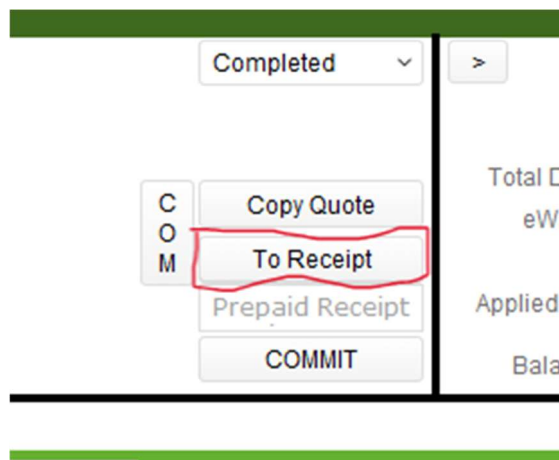 Completed
>
Total D
eW
C
O
M
Copy Quote
To Receipt
Prepaid Receipt
Applied
COMMIT
Bala